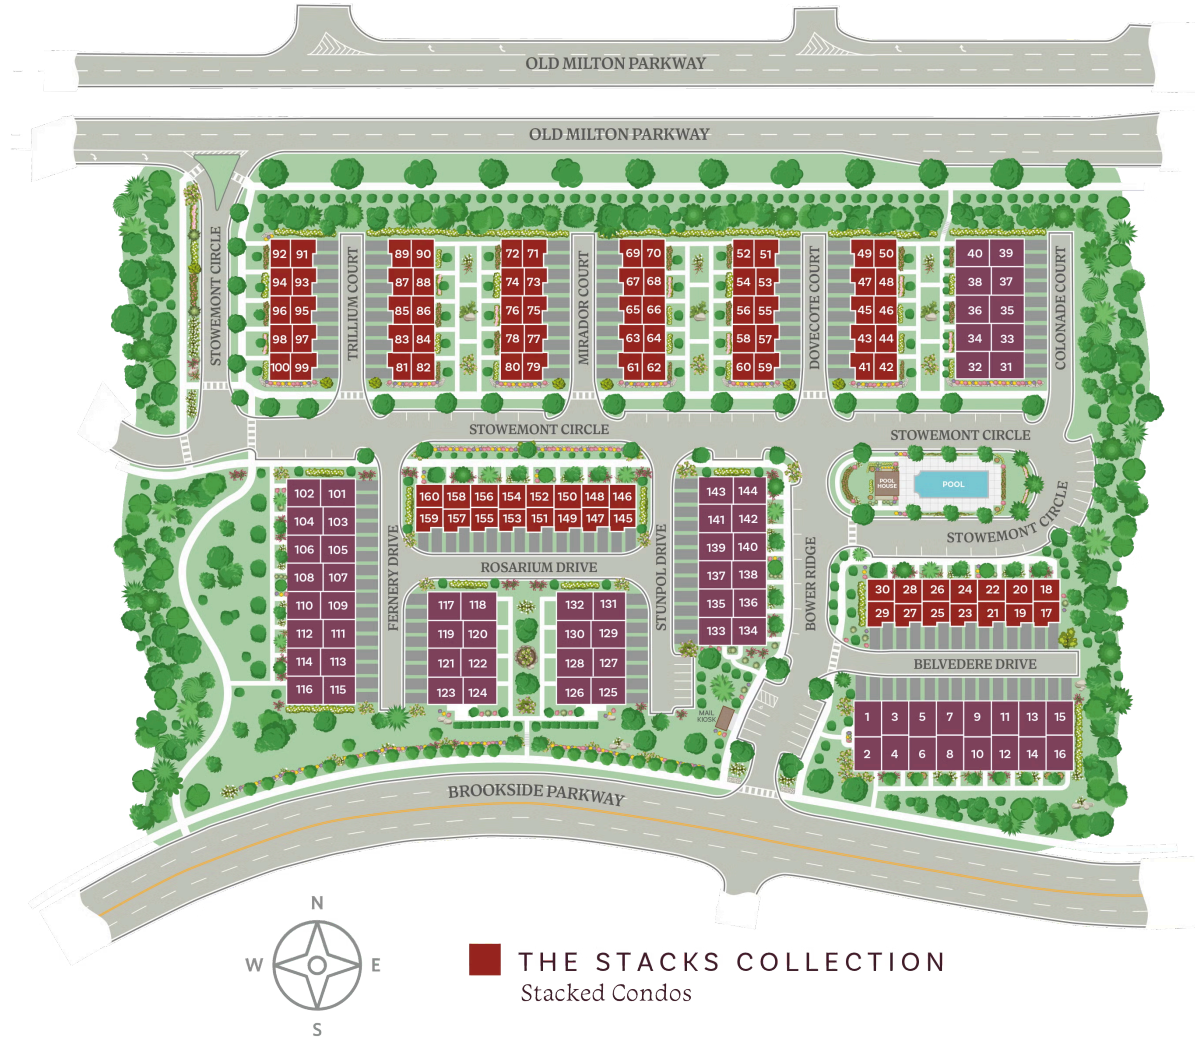 OLD MILTON PARKWAY
OLD MILTON PARKWAY
STOWEMONT CIRCLE
TRILLIUM COURT
MIRADOR COURT
DOVECOTE COURT
COLONADE COURT
92 91 89 90 72 71 69 70 52 51 49 50 40 39
94 93 87 88 74 73 67 68 54 53 47 48 38 37
96 95 85 86 76 75 65 66 56 55 45 46 36 35
98 97 83 84 78 77 63 64 58 57 43 44 34 33
100 99 81 82 80 79 61 62 60 59 41 42 32 31
STOWEMONT CIRCLE
STOWEMONT CIRCLE
POOL
HOUSE
POOL
STOWEMONT CIRCLE
102 101
104 103
106 105
108 107
110 109
112 111
114 113
116 115
FERNERY DRIVE
160 158 156 154 152 150 148 146
159 157 155 153 151 149 147 145
ROSARIUM DRIVE
117 118
119 120
121 122
123 124
132 131
130 129
128 127
126 125
STUNPOL DRIVE
143 144
141 142
139 140
137 138
135 136
133 134
BOWER RIDGE
MAIL
KIOSK
30 28 26 24 22 20 18
29 27 25 23 21 19 17
BELVEDERE DRIVE
1 3 5 7 9 11 13 15
2 4 6 8 10 12 14 16
BROOKSIDE PARKWAY
N
W E
S
THE STACKS COLLECTION
Stacked Condos